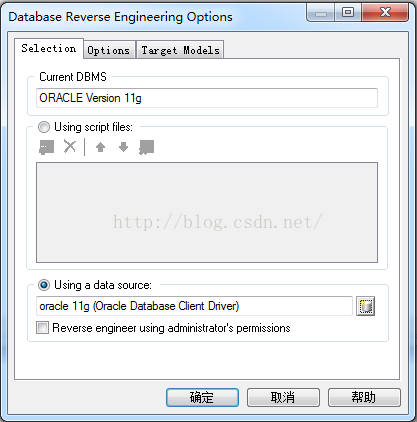 Database Reverse Engineering Options
Selection Options Target Models
Current DBMS
ORACLE Version 11g
Using script files:
http://blog.csdn.net/
Using a data source:
oracle 11g (Oracle Database Client Driver)
Reverse engineer using administrator's permissions
确定 取消 帮助